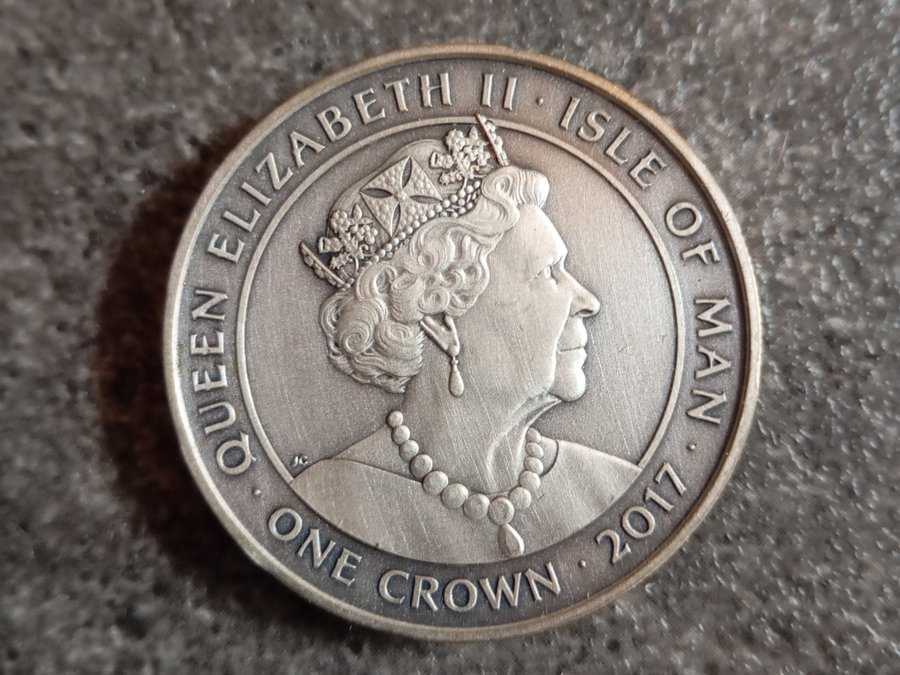 QUEEN ELIZABETH II · ISLE OF MAN ·
ONE CROWN · 2017 ·
JC